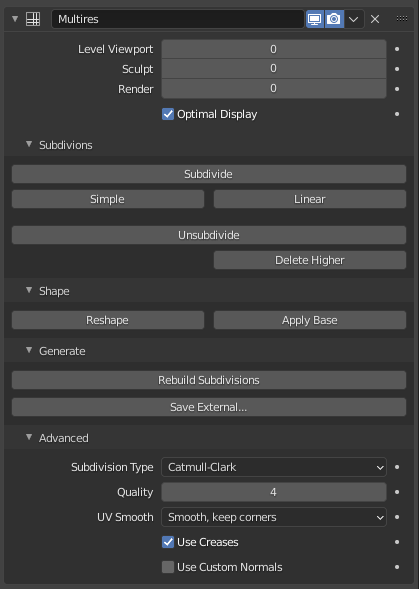 Multires
Level Viewport 0
Sculpt 0
Render 0
Optimal Display
Subdivions
Subdivide
Simple Linear
Unsubdivide
Delete Higher
Shape
Reshape Apply Base
Generate
Rebuild Subdivisions
Save External...
Advanced
Subdivision Type Catmull-Clark
Quality 4
UV Smooth Smooth, keep corners
Use Creases
Use Custom Normals